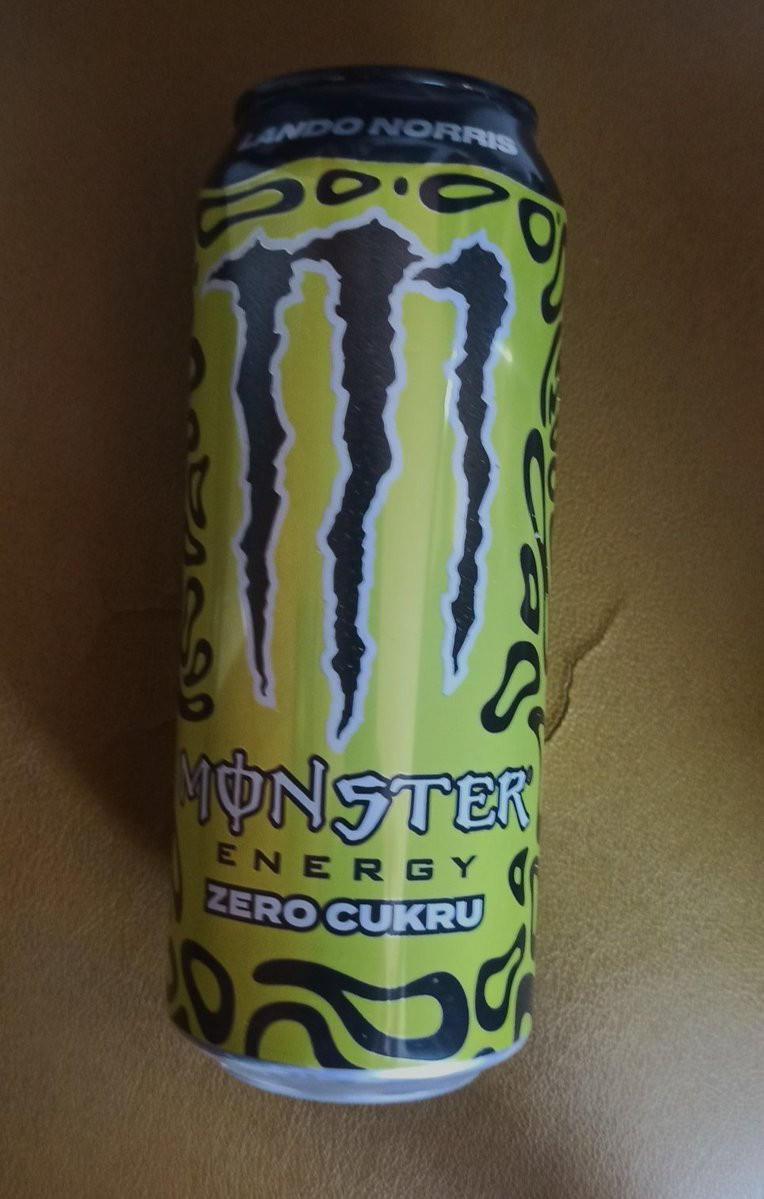 LANDO NORRIS
MONSTER
ENERGY
ZERO CUKRU